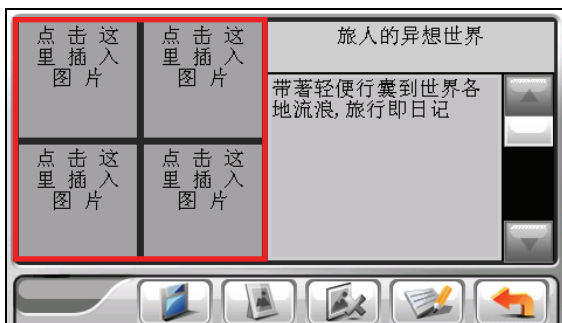 点 击 这
里 插 入
图 片
点 击 这
里 插 入
图 片
旅人的异想世界
带著轻便行囊到世界各
地流浪,旅行即日记
点 击 这
里 插 入
图 片
点 击 这
里 插 入
图 片